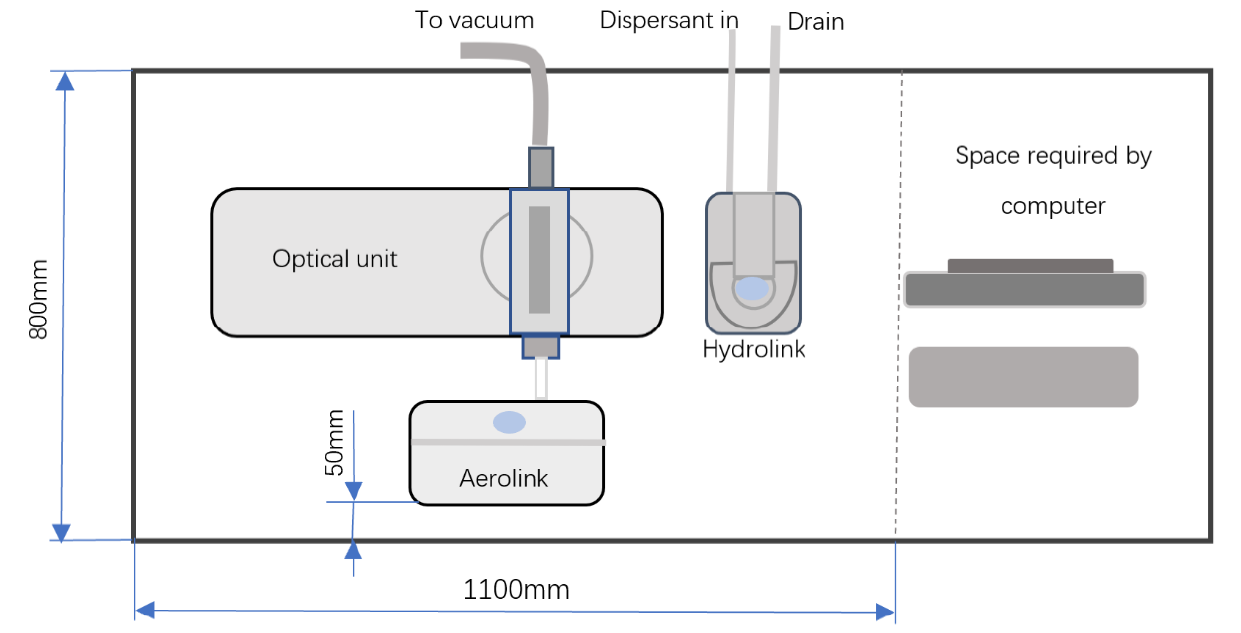 To vacuum
Dispersant in
Drain
Space required by
computer
Optical unit
800mm
Hydrolink
50mm
Aerolink
1100mm